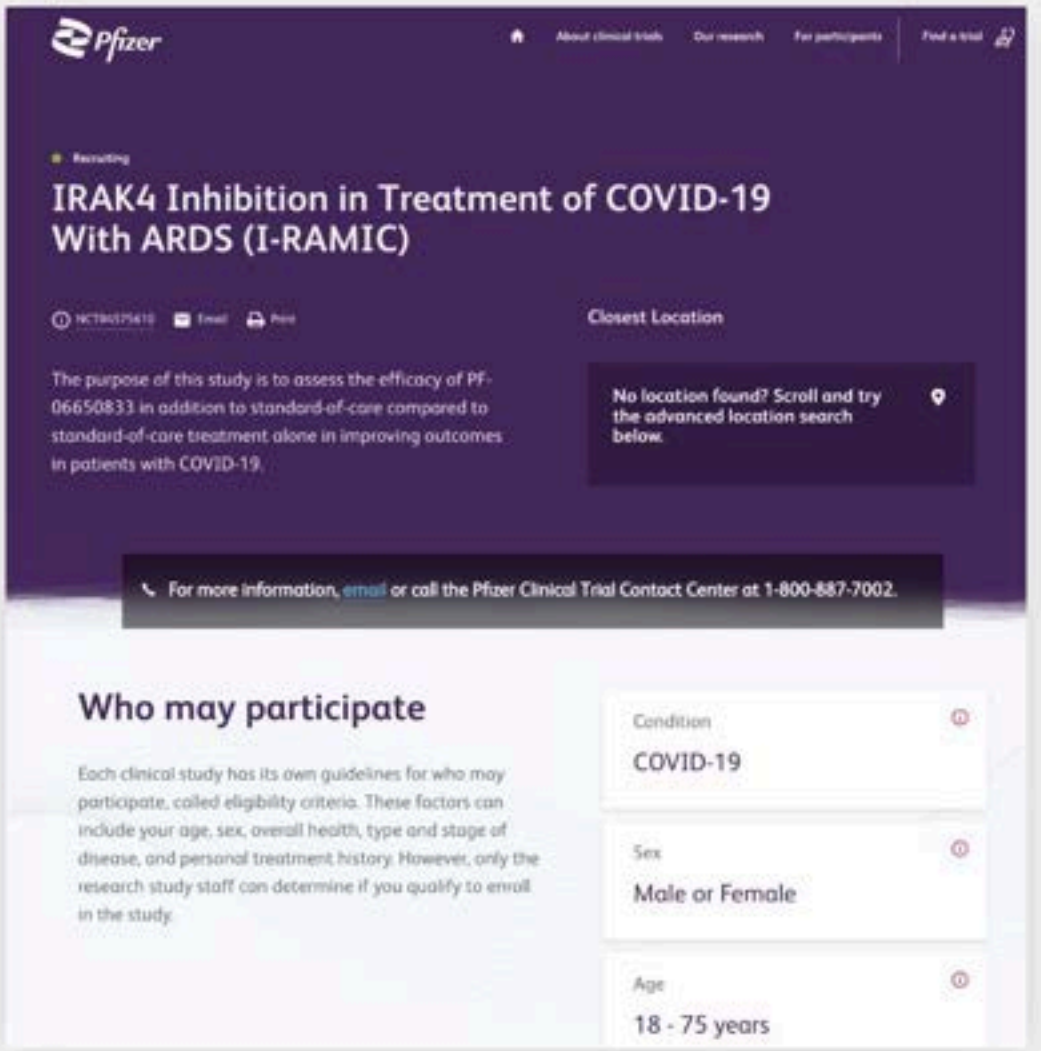 Pfizer
About clinical trials Our research For participants Find a trial
Recruiting
IRAK4 Inhibition in Treatment of COVID-19
With ARDS (I-RAMIC)
NCT04575610 Email Print
Closest Location
The purpose of this study is to assess the efficacy of PF-
06650833 in addition to standard-of-care compared to
standard-of-care treatment alone in improving outcomes
in patients with COVID-19.
No location found? Scroll and try
the advanced location search
below.
For more information, email or call the Pfizer Clinical Trial Contact Center at 1-800-887-7002.
Who may participate
Each clinical study has its own guidelines for who may
participate, called eligibility criteria. These factors can
include your age, sex, overall health, type and stage of
disease, and personal treatment history. However, only the
research study staff can determine if you qualify to enroll
in the study.
Condition
COVID-19
Sex
Male or Female
Age
18 - 75 years